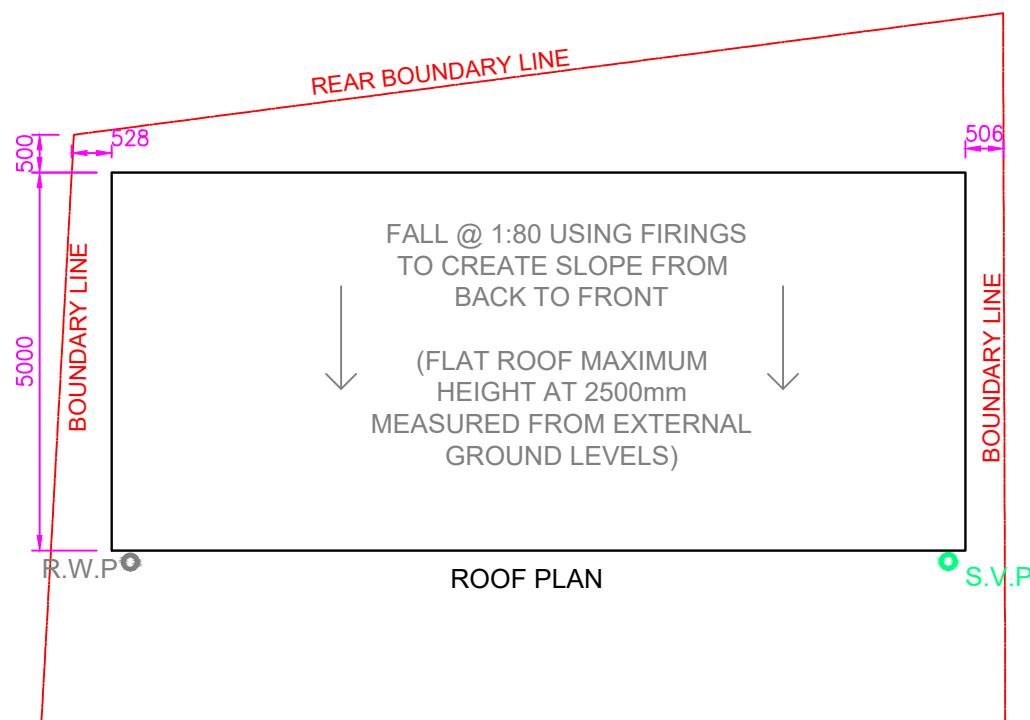 REAR BOUNDARY LINE
500
528
506
FALL @ 1:80 USING FIRINGS
TO CREATE SLOPE FROM
BACK TO FRONT
(FLAT ROOF MAXIMUM
HEIGHT AT 2500mm
MEASURED FROM EXTERNAL
GROUND LEVELS)
5000
BOUNDARY LINE
BOUNDARY LINE
R.W.P
ROOF PLAN
S.V.P